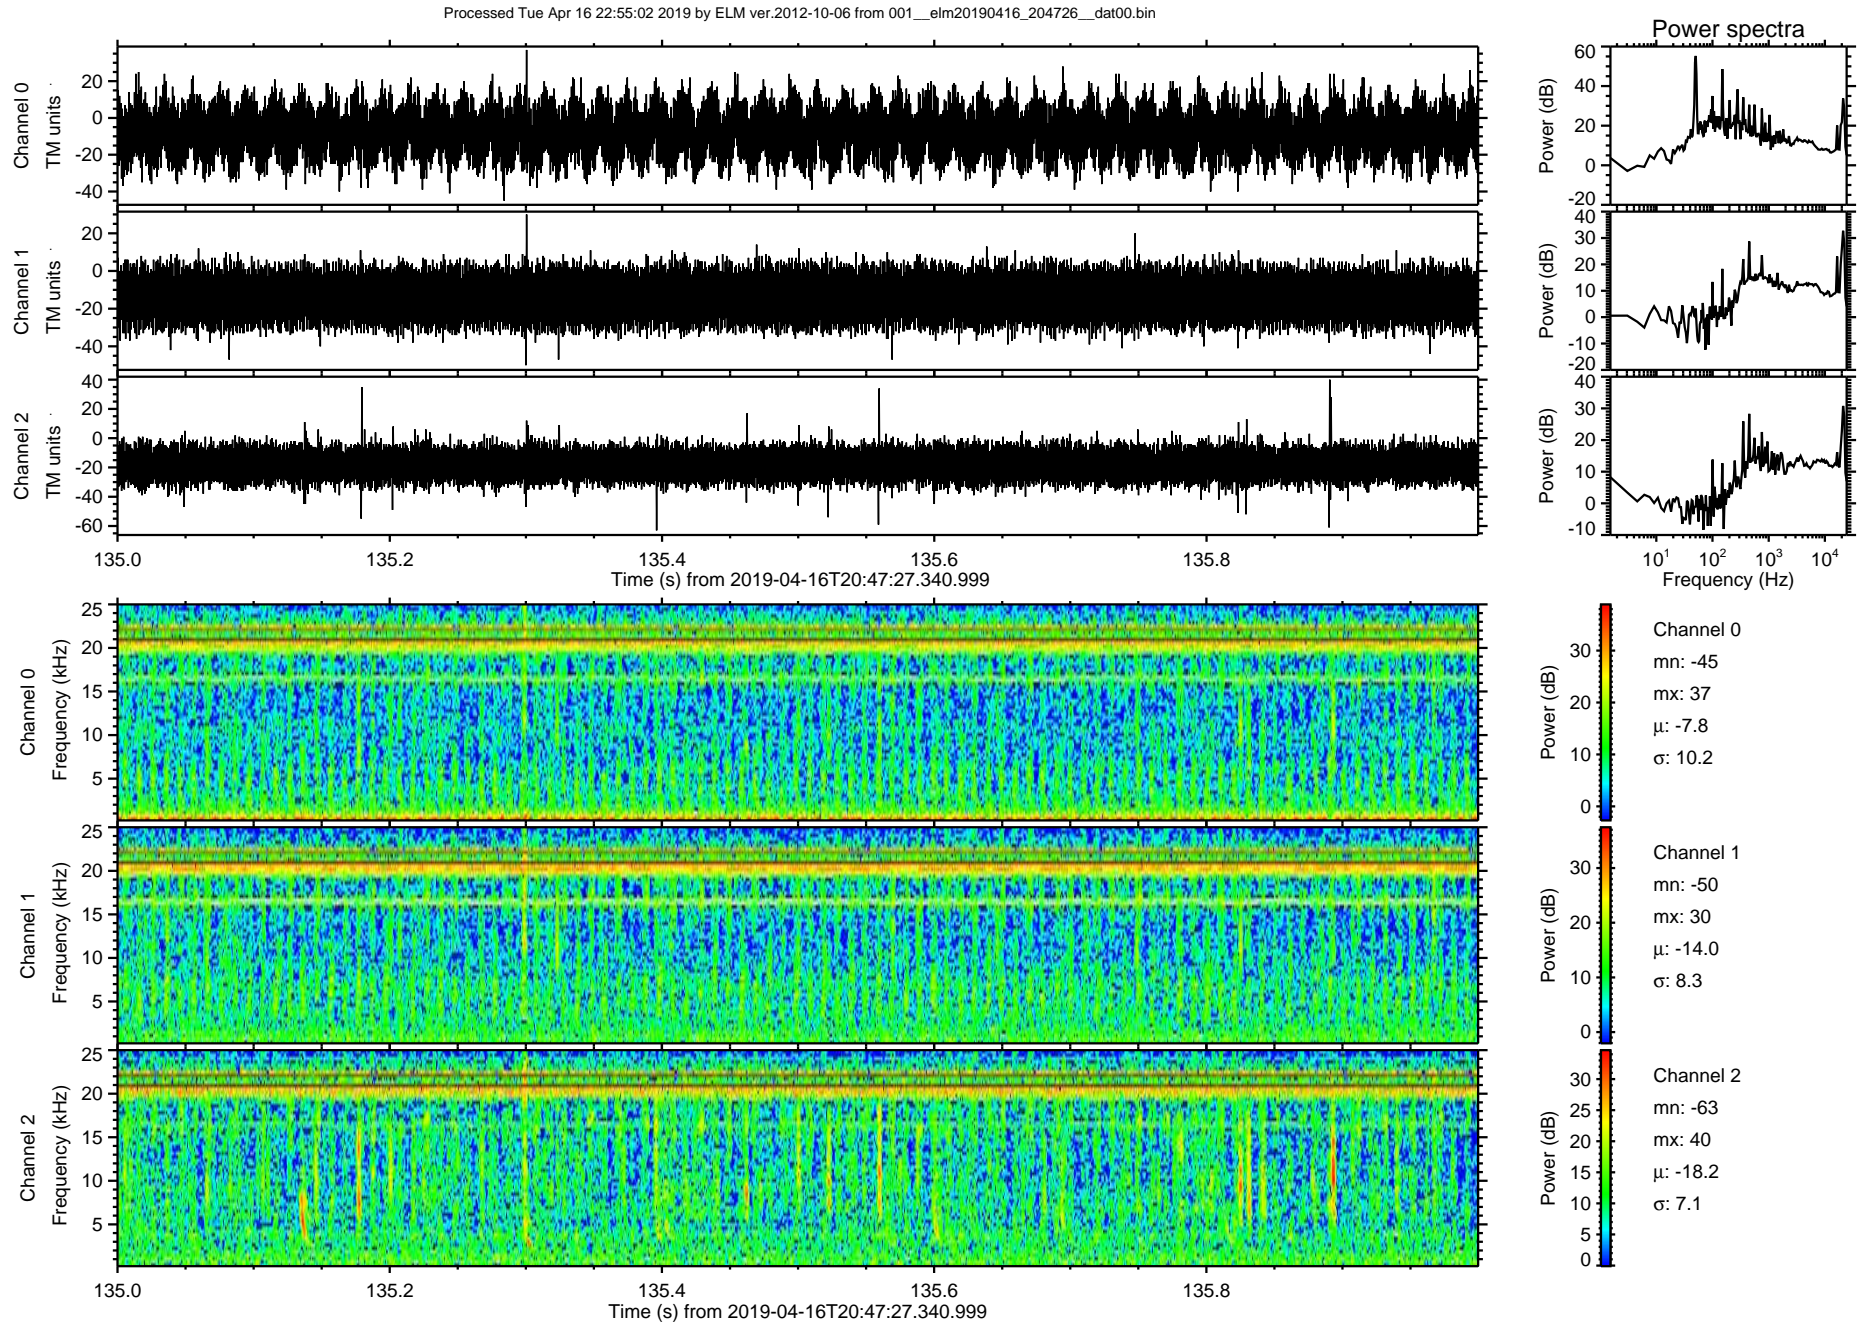 Processed Tue Apr 16 22:55:02 2019 by ELM ver.2012-10-06 from 001__elm20190416_204726__dat00.bin
Power spectra
Channel 0
TM units
20
0
-20
-40
Power (dB)
60
40
20
0
-20
Channel 1
TM units
20
0
-20
-40
Power (dB)
40
30
20
10
0
-10
-20
Channel 2
TM units
40
20
0
-20
-40
-60
Power (dB)
40
30
20
10
0
-10
135.0 135.2 135.4 135.6 135.8
Time (s) from 2019-04-16T20:47:27.340.999
10^1 10^2 10^3 10^4
Frequency (Hz)
Channel 0
Frequency (kHz)
25
20
15
10
5
Power (dB)
30
20
10
0
Channel 0
mn: -45
mx: 37
μ: -7.8
σ: 10.2
Channel 1
Frequency (kHz)
25
20
15
10
5
Power (dB)
30
20
10
0
Channel 1
mn: -50
mx: 30
μ: -14.0
σ: 8.3
Channel 2
Frequency (kHz)
25
20
15
10
5
Power (dB)
30
25
20
15
10
5
0
Channel 2
mn: -63
mx: 40
μ: -18.2
σ: 7.1
135.0 135.2 135.4 135.6 135.8
Time (s) from 2019-04-16T20:47:27.340.999